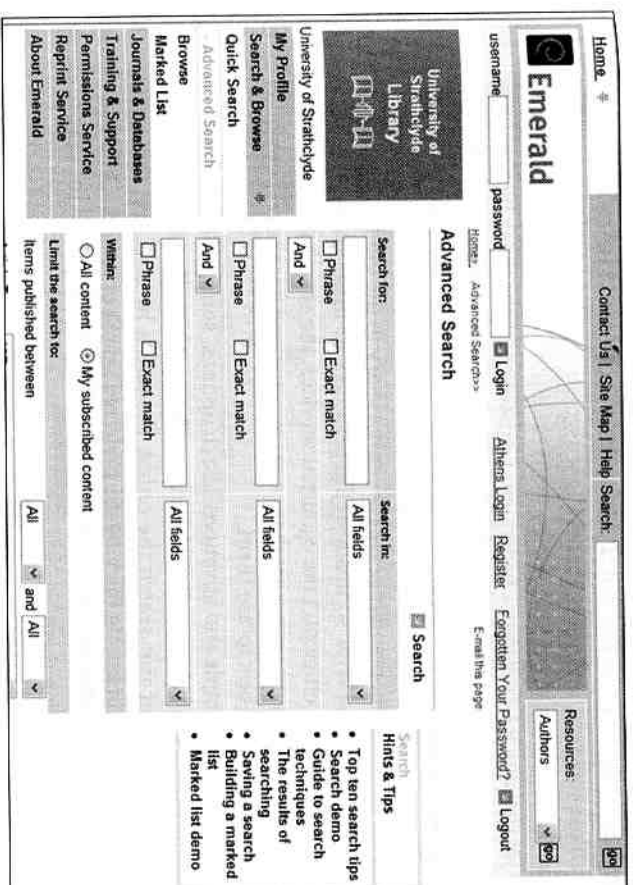 Home
Contact Us | Site Map | Help Search: go
Emerald
Resources:
Authors go
username password Login Athens Login Register Forgotten Your Password? Logout
Home> Advanced Search>>
E-mail this page
University of
Strathclyde
Library
University of Strathclyde
My Profile
Search & Browse
Quick Search
- Advanced Search
Browse
Marked List
Journals & Databases
Training & Support
Permissions Service
Reprint Service
About Emerald
Advanced Search
Search
Search for: Search in:
All fields
Phrase Exact match
And
All fields
Phrase Exact match
And
All fields
Phrase Exact match
Within:
All content My subscribed content
Limit the search to:
Items published between All and All
Search
Hints & Tips
• Top ten search tips
• Search demo
• Guide to search
techniques
• The results of
searching
• Saving a search
• Building a marked
list
• Marked list demo